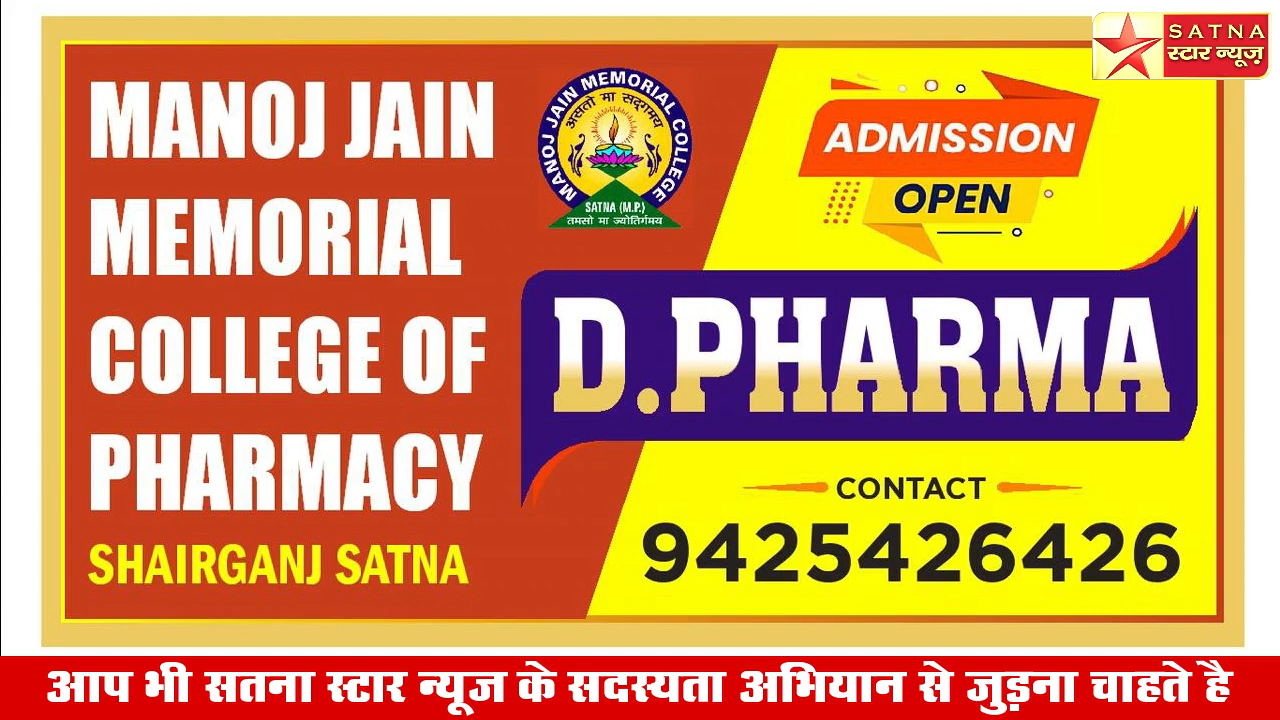 SATNA
स्टार न्यूज़
MANOJ JAIN
MEMORIAL
COLLEGE OF
PHARMACY
SHAIRGANJ SATNA
MANOJ JAIN MEMORIAL COLLEGE
असतो मा सद्गमय
SATNA (M.P.)
तमसो मा ज्योतिर्गमय
ADMISSION
OPEN
D.PHARMA
CONTACT
9425426426
आप भी सतना स्टार न्यूज के सदस्यता अभियान से जुड़ना चाहते है